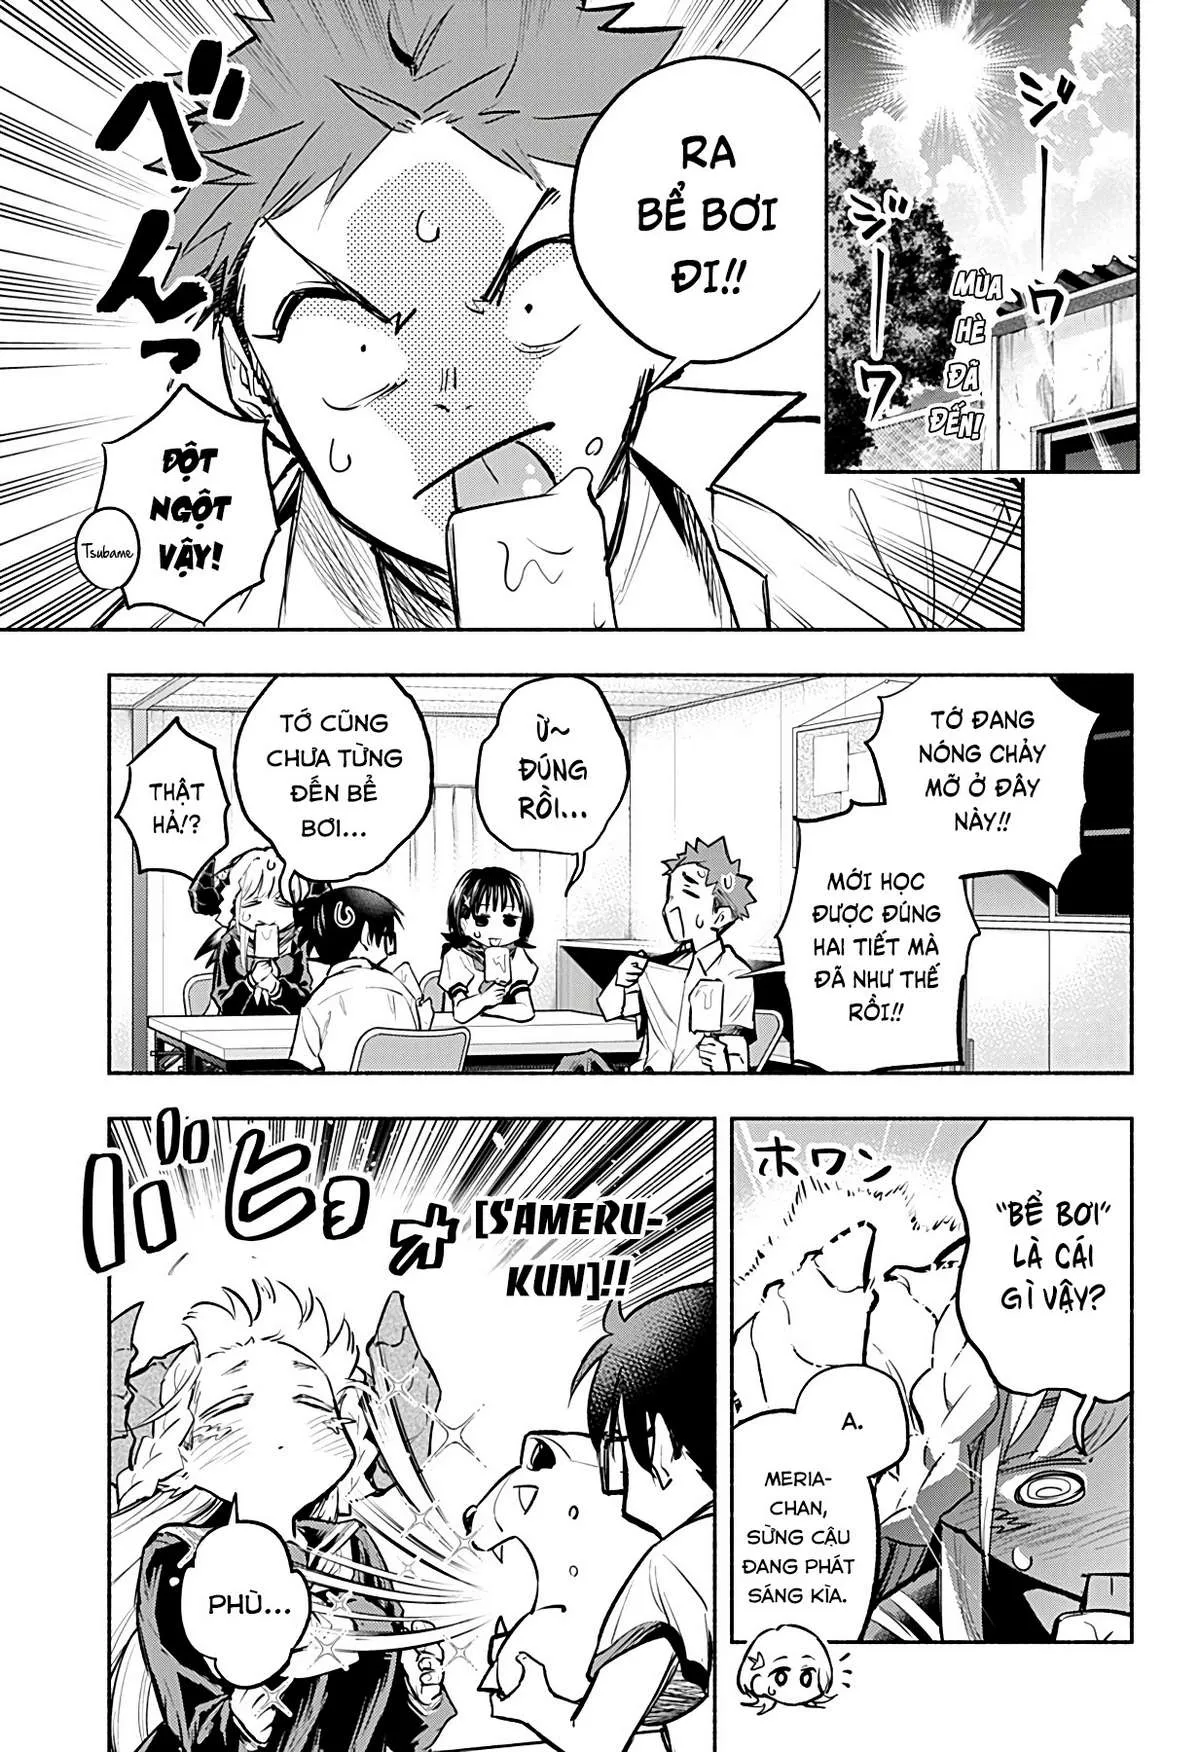 ジ
ー
ワ
ジ
ー
ワ
MÙA
HÈ
ĐÃ
ĐẾN!
RA
BỂ BƠI
ĐI!!
べんっ
ĐỘT
NGỘT
VẬY!
Tsubame
TỚ ĐANG
NÓNG CHẢY
MỠ Ở ĐÂY
NÀY!!
MỚI HỌC
ĐƯỢC ĐÚNG
HAI TIẾT MÀ
ĐÃ NHƯ THẾ
RỒI!!
Ừ~
ĐÚNG
RỒI...
TỚ CŨNG
CHƯA TỪNG
ĐẾN BỂ
BƠI...
THẬT
HẢ!?
"BỂ BƠI"
LÀ CÁI
GÌ VẬY?
ホワン
A.
MERIA-
CHAN,
SỪNG CẬU
ĐANG PHÁT
SÁNG KÌA.
[SAMERU-
KUN]!!
ヒョオ
PHÙ...